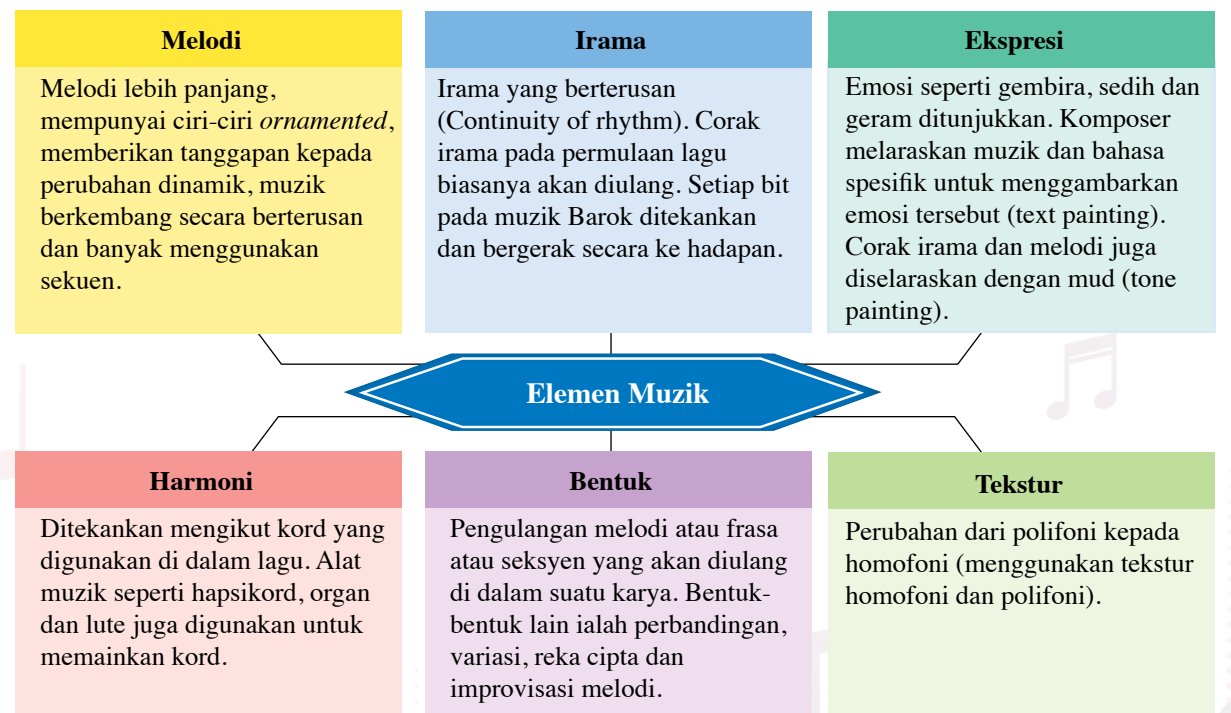 Melodi
Melodi lebih panjang,
mempunyai ciri-ciri ornamented,
memberikan tanggapan kepada
perubahan dinamik, muzik
berkembang secara berterusan
dan banyak menggunakan
sekuen.
Irama
Irama yang berterusan
(Continuity of rhythm). Corak
irama pada permulaan lagu
biasanya akan diulang. Setiap bit
pada muzik Barok ditekankan
dan bergerak secara ke hadapan.
Ekspresi
Emosi seperti gembira, sedih dan
geram ditunjukkan. Komposer
melaraskan muzik dan bahasa
spesifik untuk menggambarkan
emosi tersebut (text painting).
Corak irama dan melodi juga
diselaraskan dengan mud (tone
painting).
Elemen Muzik
Harmoni
Ditekankan mengikut kord yang
digunakan di dalam lagu. Alat
muzik seperti hapsikord, organ
dan lute juga digunakan untuk
memainkan kord.
Bentuk
Pengulangan melodi atau frasa
atau seksyen yang akan diulang
di dalam suatu karya. Bentuk-
bentuk lain ialah perbandingan,
variasi, reka cipta dan
improvisasi melodi.
Tekstur
Perubahan dari polifoni kepada
homofoni (menggunakan tekstur
homofoni dan polifoni).